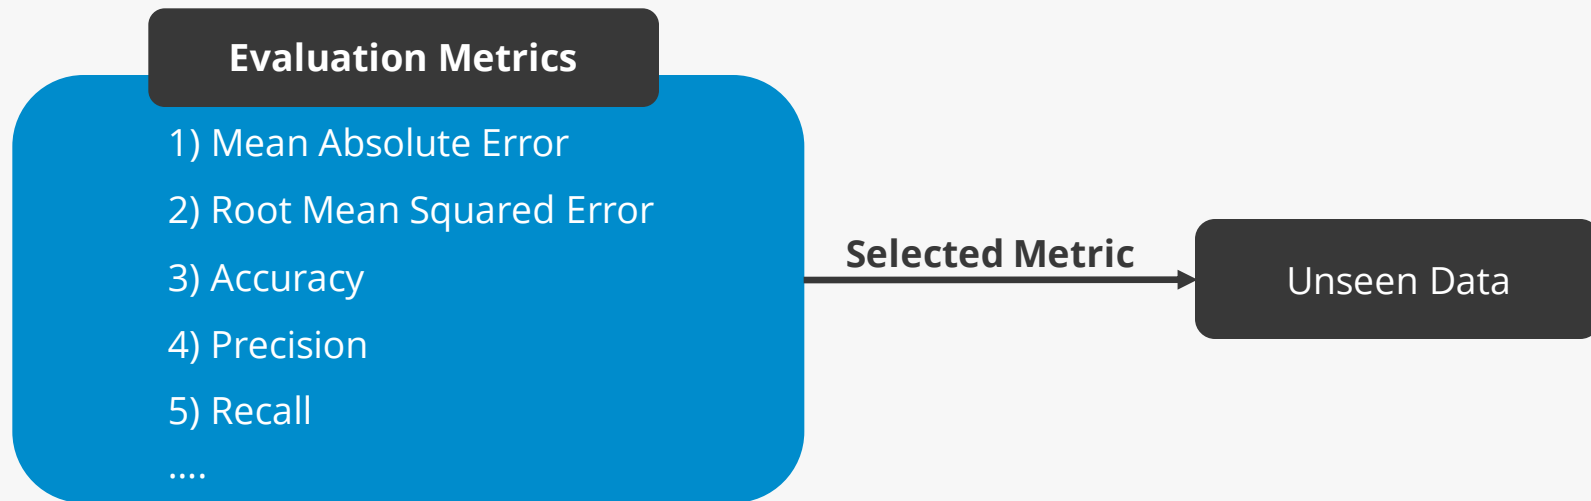 Evaluation Metrics
1) Mean Absolute Error
2) Root Mean Squared Error
3) Accuracy
4) Precision
5) Recall
....
Selected Metric
Unseen Data